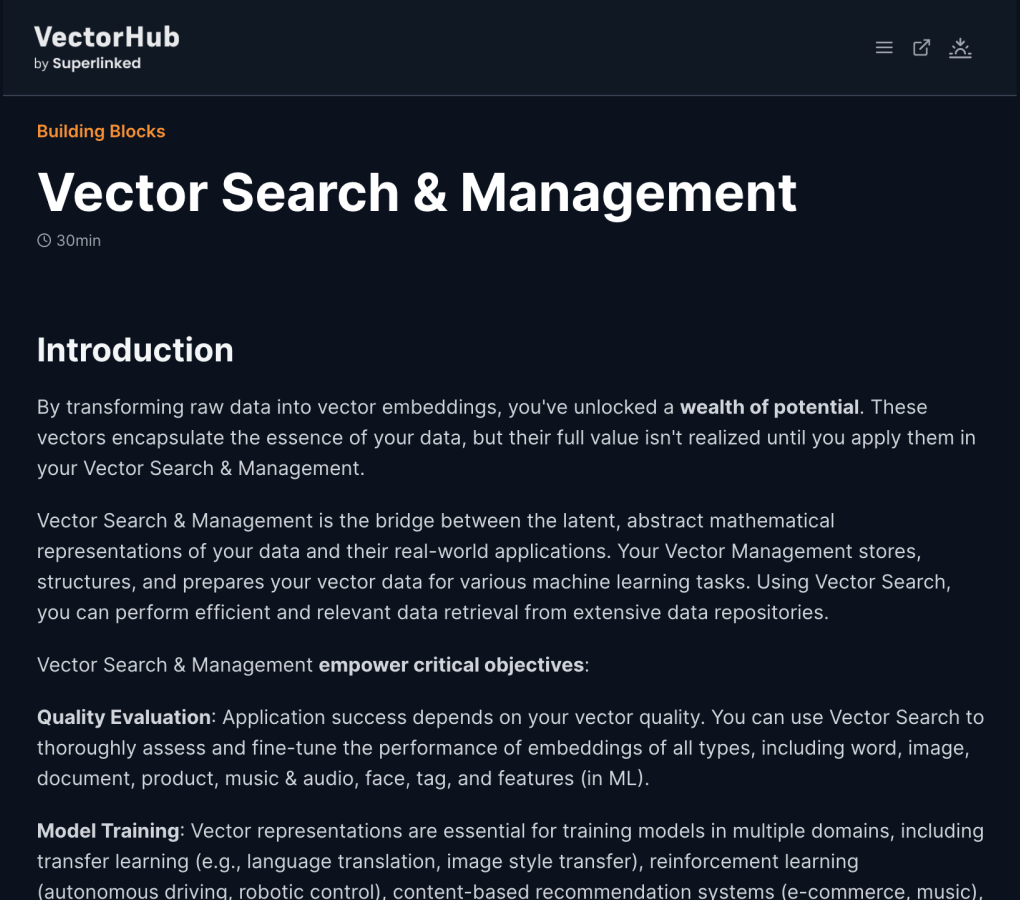 VectorHub
by Superlinked
Building Blocks
Vector Search & Management
30min
Introduction
By transforming raw data into vector embeddings, you've unlocked a wealth of potential. These
vectors encapsulate the essence of your data, but their full value isn't realized until you apply them in
your Vector Search & Management.
Vector Search & Management is the bridge between the latent, abstract mathematical
representations of your data and their real-world applications. Your Vector Management stores,
structures, and prepares your vector data for various machine learning tasks. Using Vector Search,
you can perform efficient and relevant data retrieval from extensive data repositories.
Vector Search & Management empower critical objectives:
Quality Evaluation: Application success depends on your vector quality. You can use Vector Search to
thoroughly assess and fine-tune the performance of embeddings of all types, including word, image,
document, product, music & audio, face, tag, and features (in ML).
Model Training: Vector representations are essential for training models in multiple domains, including
transfer learning (e.g., language translation, image style transfer), reinforcement learning
(autonomous driving, robotic control), content-based recommendation systems (e-commerce, music),